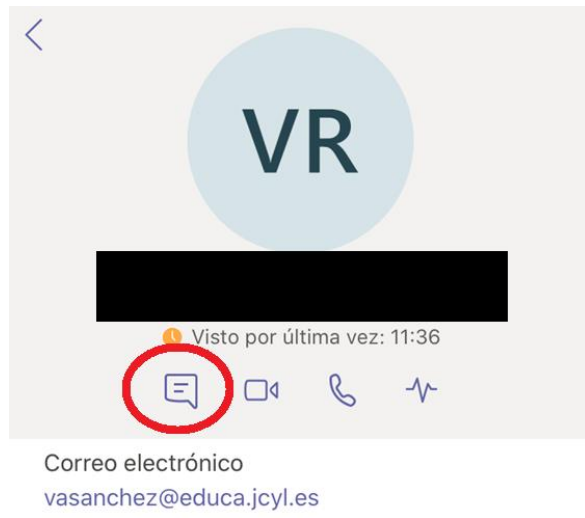 VR
Visto por última vez: 11:36
Correo electrónico
vasanchez@educa.jcyl.es